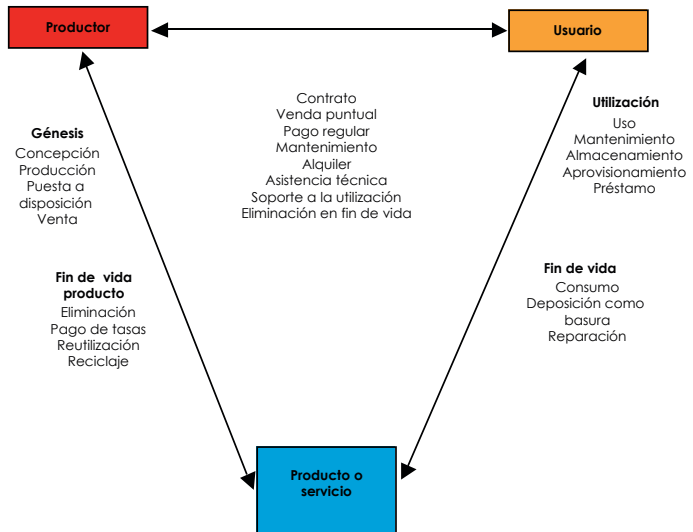 Productor
Usuario
Contrato
Venda puntual
Pago regular
Mantenimiento
Alquiler
Asistencia técnica
Soporte a la utilización
Eliminación en fin de vida
Génesis
Concepción
Producción
Puesta a
disposición
Venta
Utilización
Uso
Mantenimiento
Almacenamiento
Aprovisionamiento
Préstamo
Fin de vida
producto
Eliminación
Pago de tasas
Reutilización
Reciclaje
Fin de vida
Consumo
Deposición como
basura
Reparación
Producto o
servicio